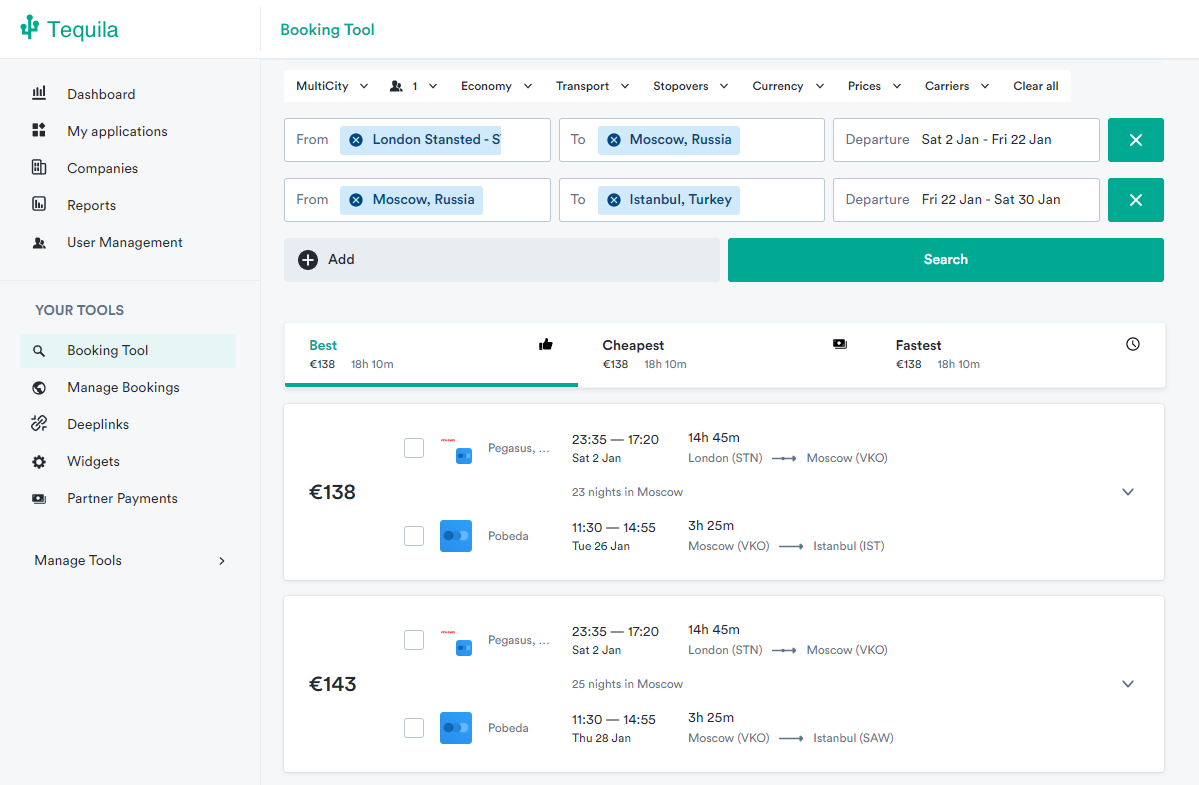 Tequila
Booking Tool
Dashboard
My applications
Companies
Reports
User Management
YOUR TOOLS
Booking Tool
Manage Bookings
Deeplinks
Widgets
Partner Payments
Manage Tools
MultiCity 1 Economy Transport Stopovers Currency Prices Carriers Clear all
From London Stansted - S To Moscow, Russia Departure Sat 2 Jan - Fri 22 Jan
From Moscow, Russia To Istanbul, Turkey Departure Fri 22 Jan - Sat 30 Jan
Add Search
Best Cheapest Fastest
€138 18h 10m €138 18h 10m €138 18h 10m
Pegasus, ... 23:35 — 17:20 14h 45m
Sat 2 Jan London (STN) Moscow (VKO)
€138 23 nights in Moscow
Pobeda 11:30 — 14:55 3h 25m
Tue 26 Jan Moscow (VKO) Istanbul (IST)
Pegasus, ... 23:35 — 17:20 14h 45m
Sat 2 Jan London (STN) Moscow (VKO)
€143 25 nights in Moscow
Pobeda 11:30 — 14:55 3h 25m
Thu 28 Jan Moscow (VKO) Istanbul (SAW)